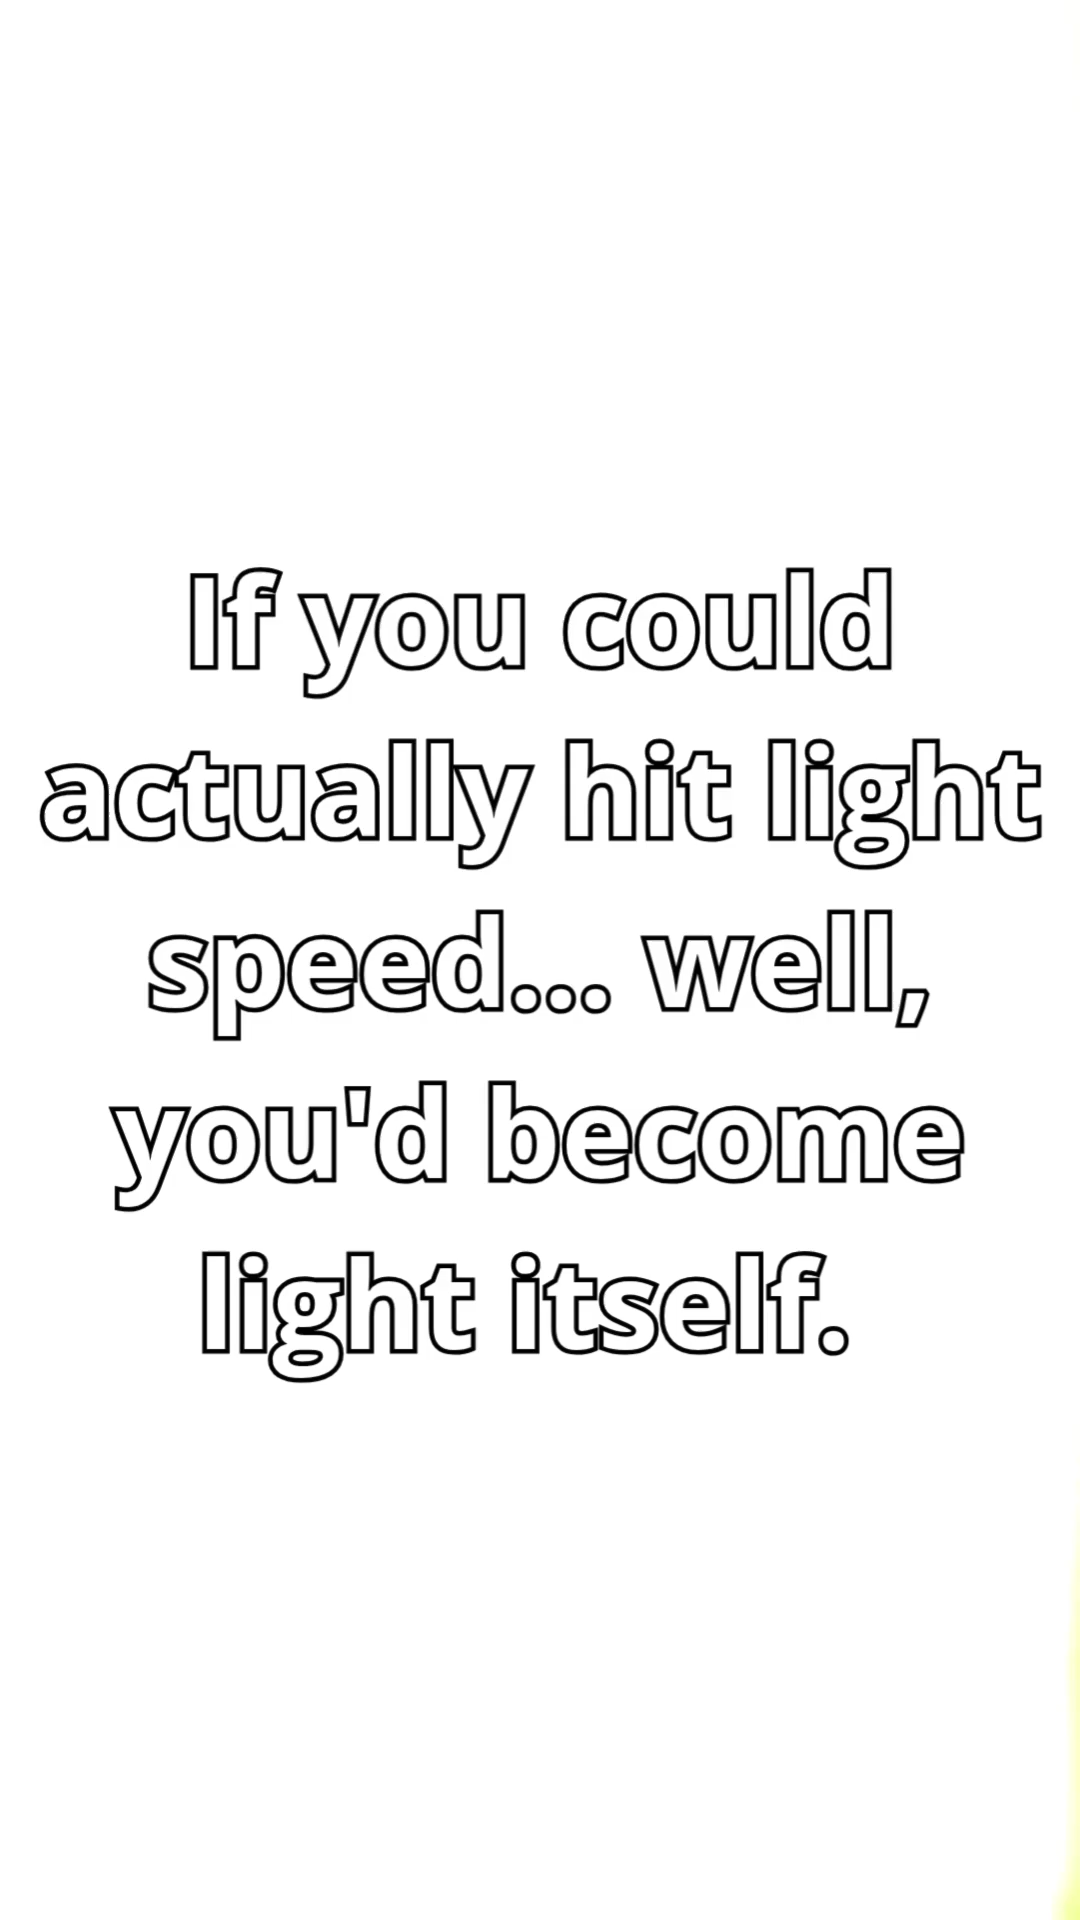 If you could
actually hit light
speed... well,
you'd become
light itself.